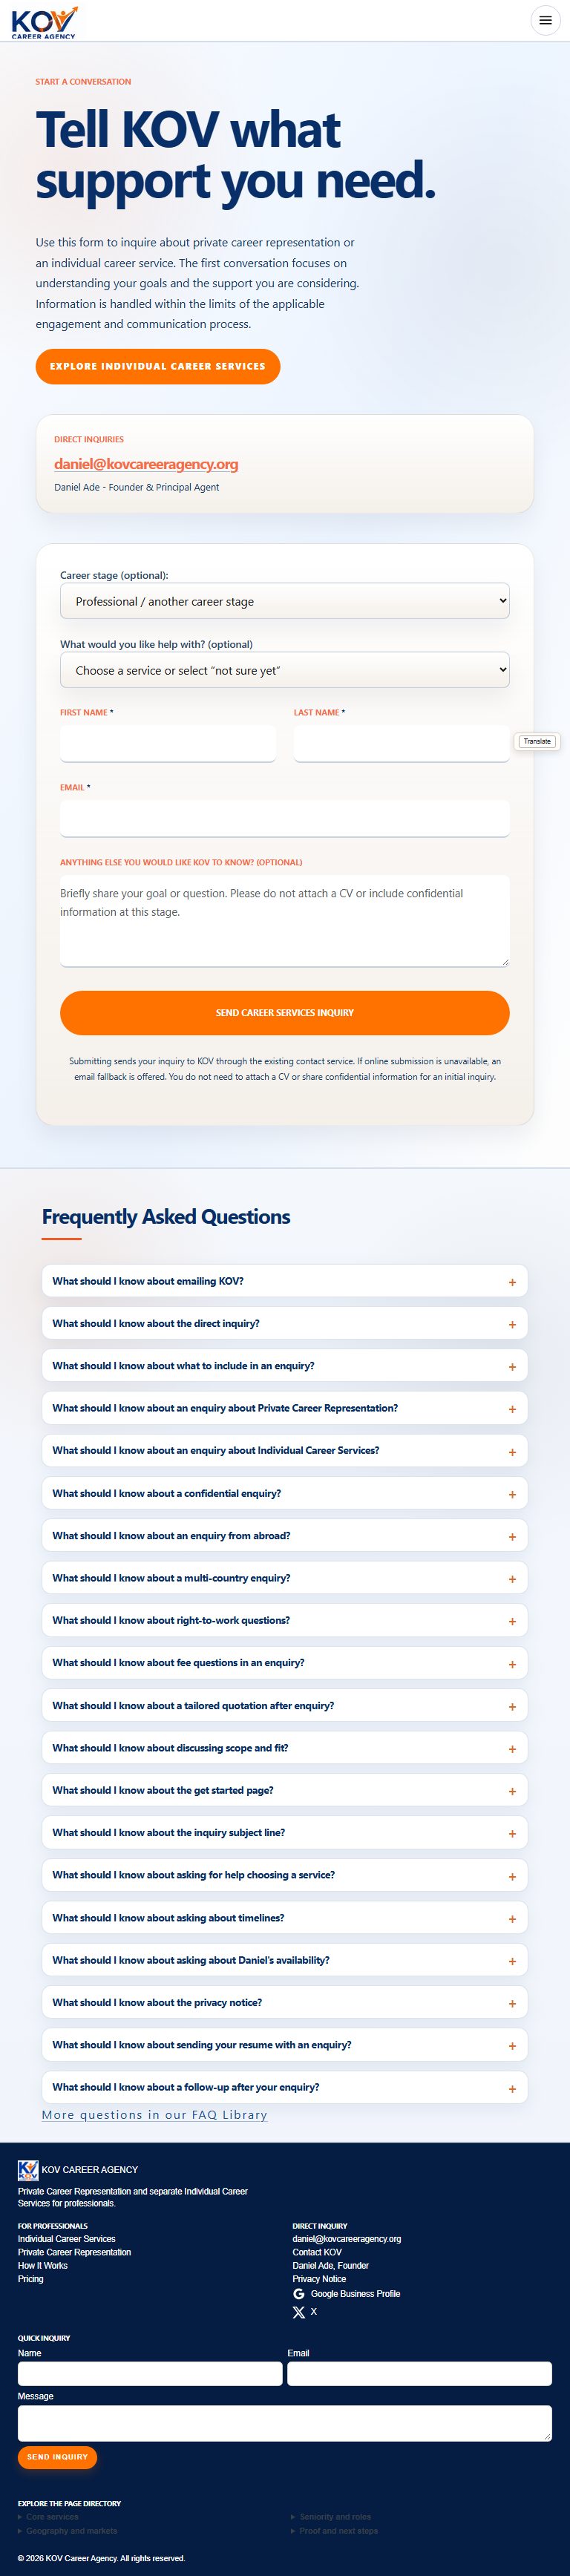 KOV
CAREER AGENCY
START A CONVERSATION
Tell KOV what
support you need.
Use this form to inquire about private career representation or
an individual career service. The first conversation focuses on
understanding your goals and the support you are considering.
Information is handled within the limits of the applicable
engagement and communication process.
EXPLORE INDIVIDUAL CAREER SERVICES
DIRECT INQUIRIES
daniel@kovcareeragency.org
Daniel Ade - Founder & Principal Agent
Career stage (optional):
Professional / another career stage
What would you like help with? (optional)
Choose a service or select “not sure yet”
FIRST NAME * LAST NAME *
Translate
EMAIL *
ANYTHING ELSE YOU WOULD LIKE KOV TO KNOW? (OPTIONAL)
Briefly share your goal or question. Please do not attach a CV or include confidential
information at this stage.
SEND CAREER SERVICES INQUIRY
Submitting sends your inquiry to KOV through the existing contact service. If online submission is unavailable, an
email fallback is offered. You do not need to attach a CV or share confidential information for an initial inquiry.
Frequently Asked Questions
What should I know about emailing KOV? +
What should I know about the direct inquiry? +
What should I know about what to include in an enquiry? +
What should I know about an enquiry about Private Career Representation? +
What should I know about an enquiry about Individual Career Services? +
What should I know about a confidential enquiry? +
What should I know about an enquiry from abroad? +
What should I know about a multi-country enquiry? +
What should I know about right-to-work questions? +
What should I know about fee questions in an enquiry? +
What should I know about a tailored quotation after enquiry? +
What should I know about discussing scope and fit? +
What should I know about the get started page? +
What should I know about the inquiry subject line? +
What should I know about asking for help choosing a service? +
What should I know about asking about timelines? +
What should I know about asking about Daniel's availability? +
What should I know about the privacy notice? +
What should I know about sending your resume with an enquiry? +
What should I know about a follow-up after your enquiry? +
More questions in our FAQ Library
KOV CAREER AGENCY
Private Career Representation and separate Individual Career
Services for professionals.
FOR PROFESSIONALS
Individual Career Services
Private Career Representation
How It Works
Pricing
DIRECT INQUIRY
daniel@kovcareeragency.org
Contact KOV
Daniel Ade, Founder
Privacy Notice
Google Business Profile
X
QUICK INQUIRY
Name Email
Message
SEND INQUIRY
EXPLORE THE PAGE DIRECTORY
Core services Seniority and roles
Geography and markets Proof and next steps
© 2026 KOV Career Agency. All rights reserved.